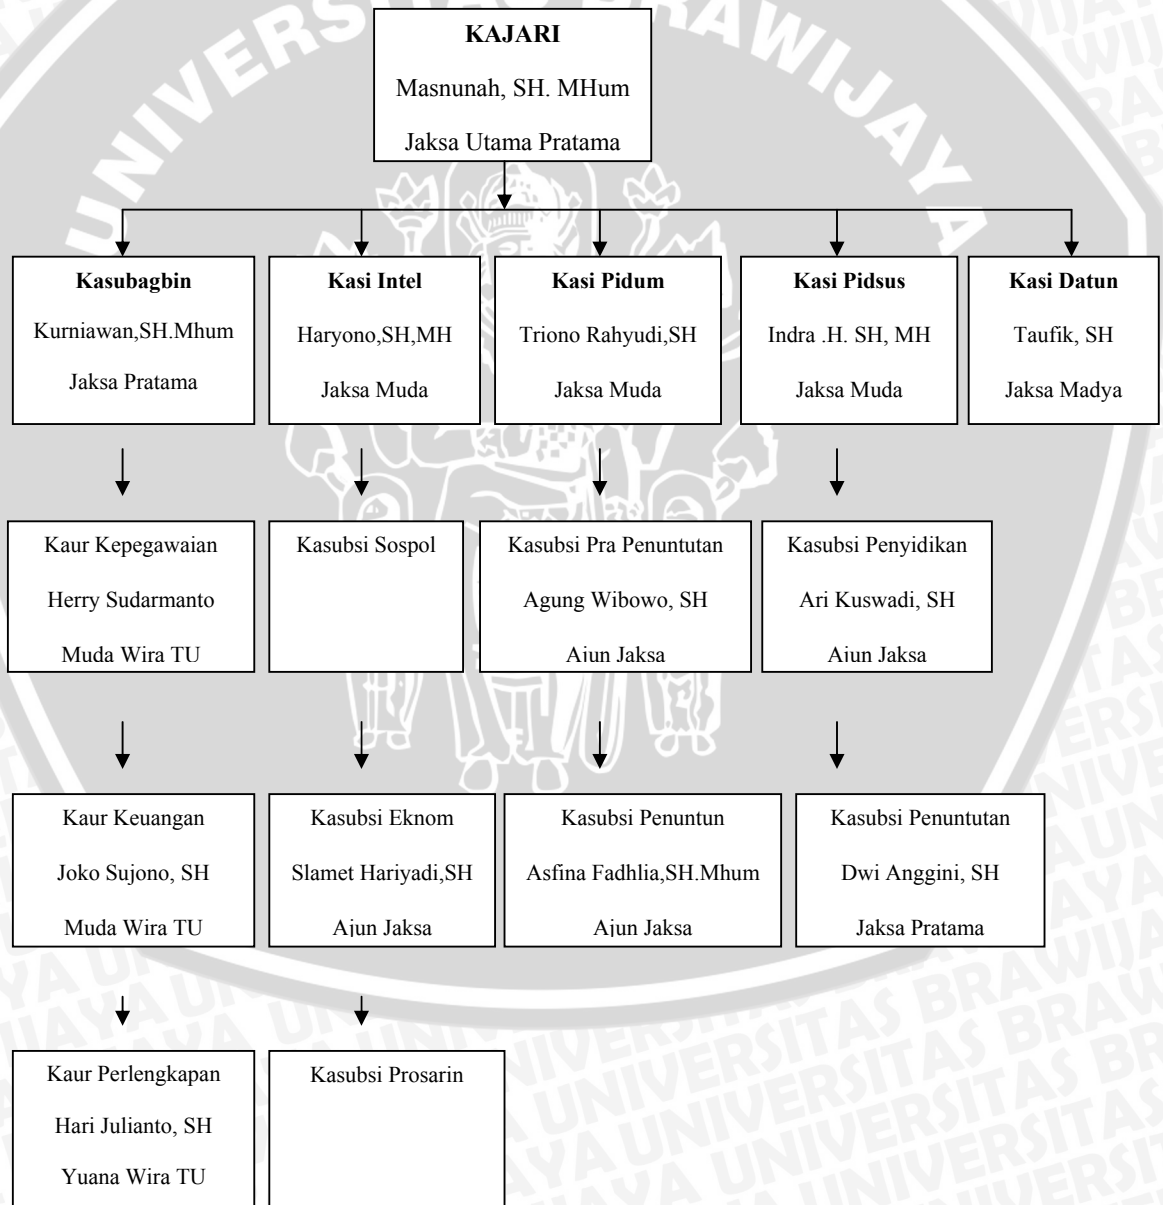 UNIVERSITAS BRAWIJAYA
KAJARI
Masnunah, SH. MHum
Jaksa Utama Pratama
Kasubagbin
Kurniawan,SH.Mhum
Jaksa Pratama
Kasi Intel
Haryono,SH,MH
Jaksa Muda
Kasi Pidum
Triono Rahyudi,SH
Jaksa Muda
Kasi Pidsus
Indra .H. SH, MH
Jaksa Muda
Kasi Datun
Taufik, SH
Jaksa Madya
Kaur Kepegawaian
Herry Sudarmanto
Muda Wira TU
Kasubsi Sospol
Kasubsi Pra Penuntutan
Agung Wibowo, SH
Ajun Jaksa
Kasubsi Penyidikan
Ari Kuswadi, SH
Ajun Jaksa
Kaur Keuangan
Joko Sujono, SH
Muda Wira TU
Kasubsi Eknom
Slamet Hariyadi,SH
Ajun Jaksa
Kasubsi Penuntun
Asfina Fadhlia,SH.Mhum
Ajun Jaksa
Kasubsi Penuntutan
Dwi Anggini, SH
Jaksa Pratama
Kaur Perlengkapan
Hari Julianto, SH
Yuana Wira TU
Kasubsi Prosarin